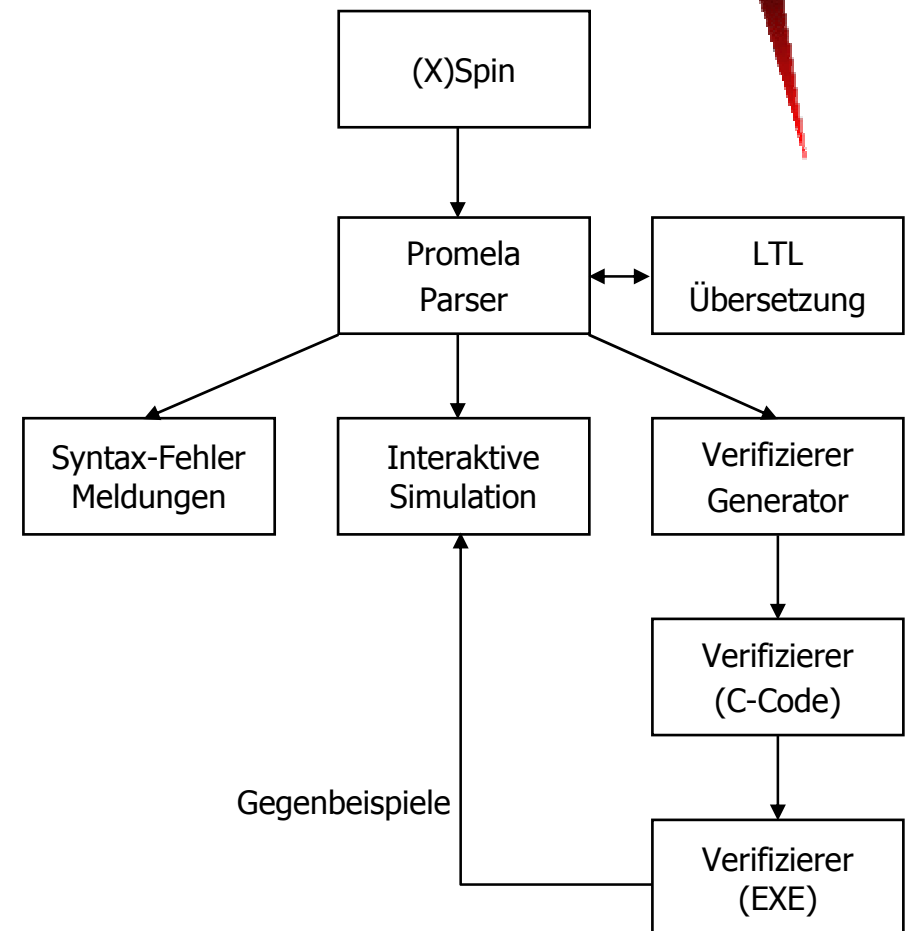 (X)Spin
Promela
Parser
LTL
Übersetzung
Syntax-Fehler
Meldungen
Interaktive
Simulation
Verifizierer
Generator
Verifizierer
(C-Code)
Gegenbeispiele
Verifizierer
(EXE)